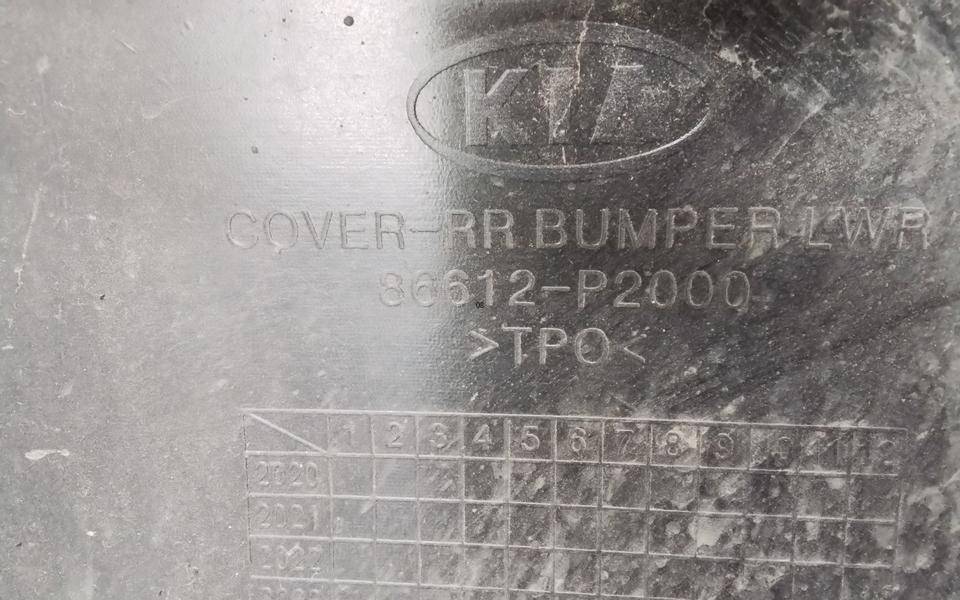 KIA
COVER-RR BUMPER LWR
86612-P2000
>TPO<
1 2 3 4 5 6 7 8 9 10 11 12
2020
2021
2022